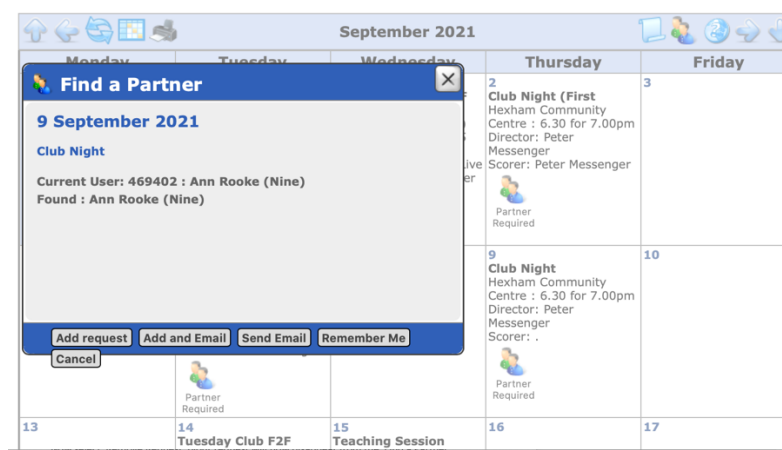 September 2021
Monday Tuesday Wednesday Thursday Friday
Find a Partner
9 September 2021
Club Night
Current User: 469402 : Ann Rooke (Nine)
Found : Ann Rooke (Nine)
Add request
Add and Email
Send Email
Remember Me
Cancel
2
Club Night (First
Hexham Community
Centre : 6.30 for 7.00pm
Director: Peter
Messenger
Scorer: Peter Messenger
Partner
Required
3
9
Club Night
Hexham Community
Centre : 6.30 for 7.00pm
Director: Peter
Messenger
Scorer: .
Partner
Required
10
Partner
Required
13
14
Tuesday Club F2F
15
Teaching Session
16
17